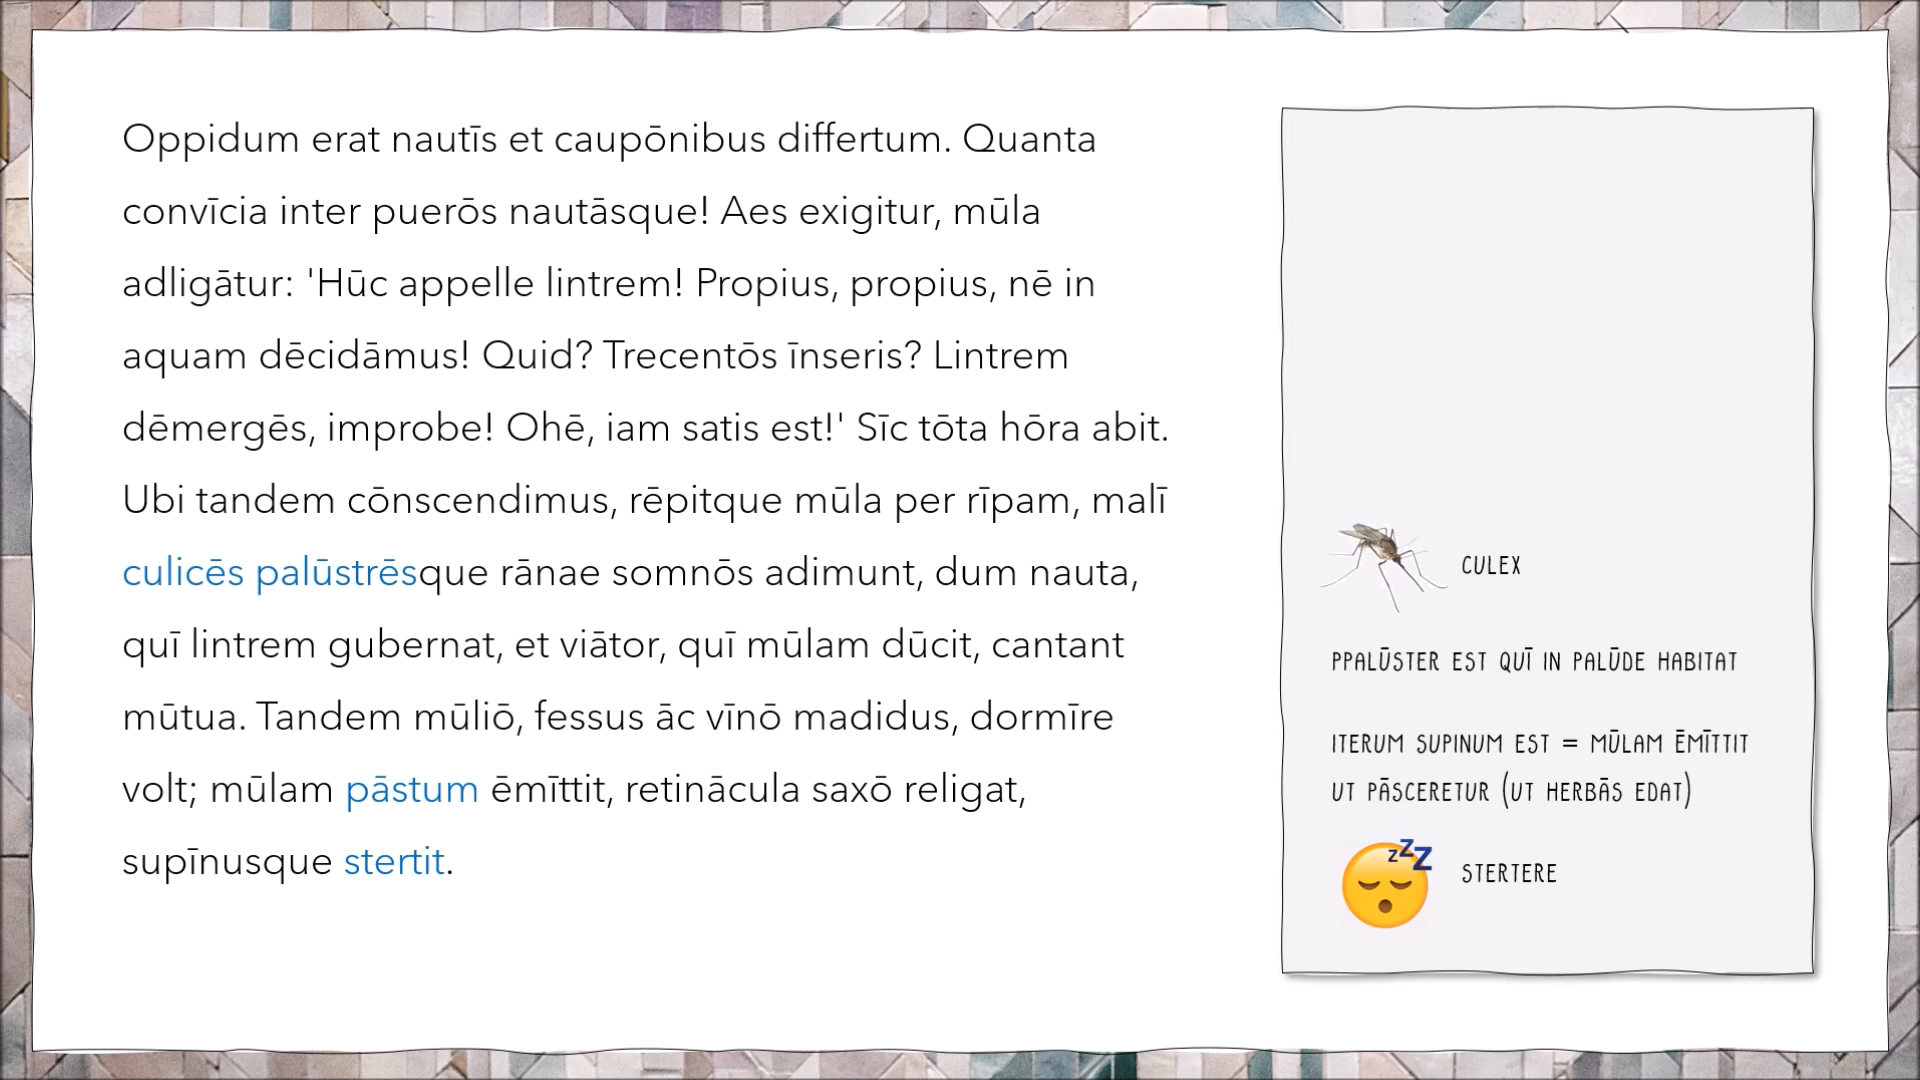 Oppidum erat nautīs et caupōnibus differtum. Quanta
convīcia inter puerōs nautāsque! Aes exigitur, mūla
adligātur: 'Hūc appelle lintrem! Propius, propius, nē in
aquam dēcidāmus! Quid? Trecentōs īnseris? Lintrem
dēmergēs, improbe! Ohē, iam satis est!' Sīc tōta hōra abit.
Ubi tandem cōnscendimus, rēpitque mūla per rīpam, malī
culicēs palūstrēsque rānae somnōs adimunt, dum nauta,
quī lintrem gubernat, et viātor, quī mūlam dūcit, cantant
mūtua. Tandem mūliō, fessus āc vīnō madidus, dormīre
volt; mūlam pāstum ēmīttit, retinācula saxō religat,
supīnusque stertit.
CULEX
PPALŪSTER EST QUĪ IN PALŪDE HABITAT
ITERUM SUPINUM EST = MŪLAM ĒMĪTTIT
UT PĀSCERETUR (UT HERBĀS EDAT)
zzZ
STERTERE